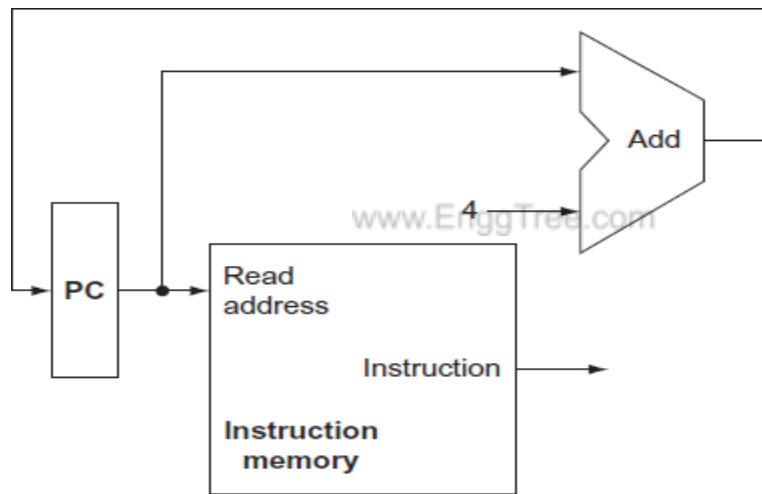 Add
4
www.EnggTree.com
PC
Read
address
Instruction
Instruction
memory